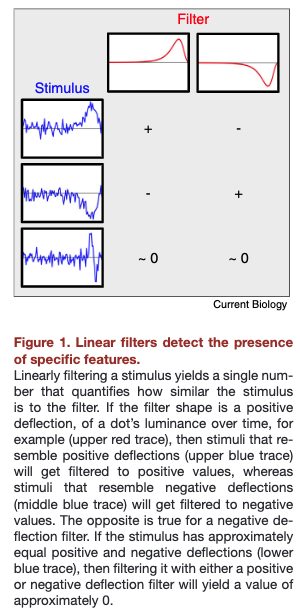 Filter
Stimulus
+ -
- +
~ 0 ~ 0
Current Biology
Figure 1. Linear filters detect the presence
of specific features.
Linearly filtering a stimulus yields a single num-
ber that quantifies how similar the stimulus
is to the filter. If the filter shape is a positive
deflection, of a dot's luminance over time, for
example (upper red trace), then stimuli that re-
semble positive deflections (upper blue trace)
will get filtered to positive values, whereas
stimuli that resemble negative deflections
(middle blue trace) will get filtered to negative
values. The opposite is true for a negative de-
flection filter. If the stimulus has approximately
equal positive and negative deflections (lower
blue trace), then filtering it with either a positive
or negative deflection filter will yield a value of
approximately 0.